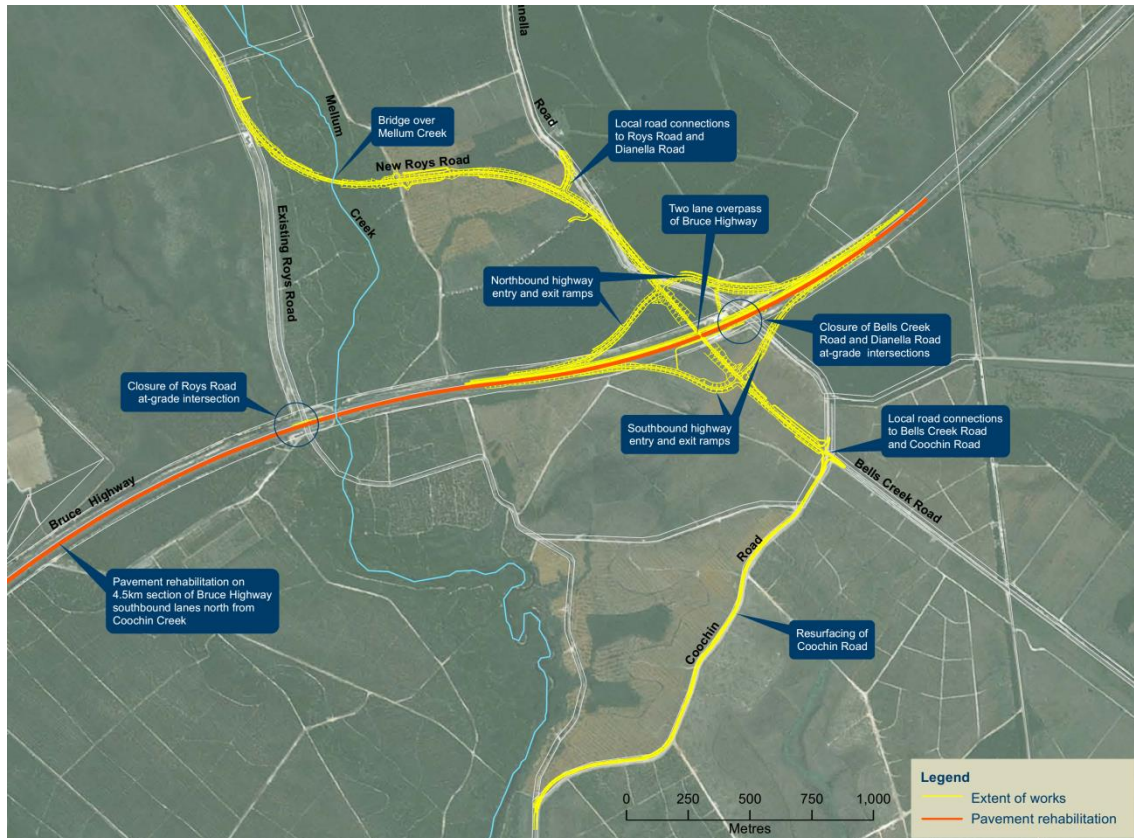 anella
Road
Mellum
Creek
Bridge over
Mellum Creek
New Roys Road
Local road connections
to Roys Road and
Dianella Road
Existing Roys Road
Two lane overpass
of Bruce Highway
Northbound highway
entry and exit ramps
Closure of Bells Creek
Road and Dianella Road
at-grade intersections
Closure of Roys Road
at-grade intersection
Southbound highway
entry and exit ramps
Local road connections
to Bells Creek Road
and Coochin Road
Bells Creek Road
Bruce Highway
Pavement rehabilitation on
4.5km section of Bruce Highway
southbound lanes north from
Coochin Creek
Coochin Road
Resurfacing of
Coochin Road
0 250 500 750 1,000
Metres
Legend
Extent of works
Pavement rehabilitation